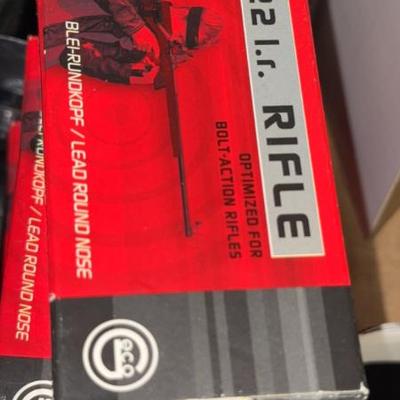 .22 l.r. RIFLE
OPTIMIZED FOR
BOLT-ACTION RIFLES
BLEI-RUNDKOPF / LEAD ROUND NOSE
Geco
BLEI-RUNDKOPF / LEAD ROUND NOSE